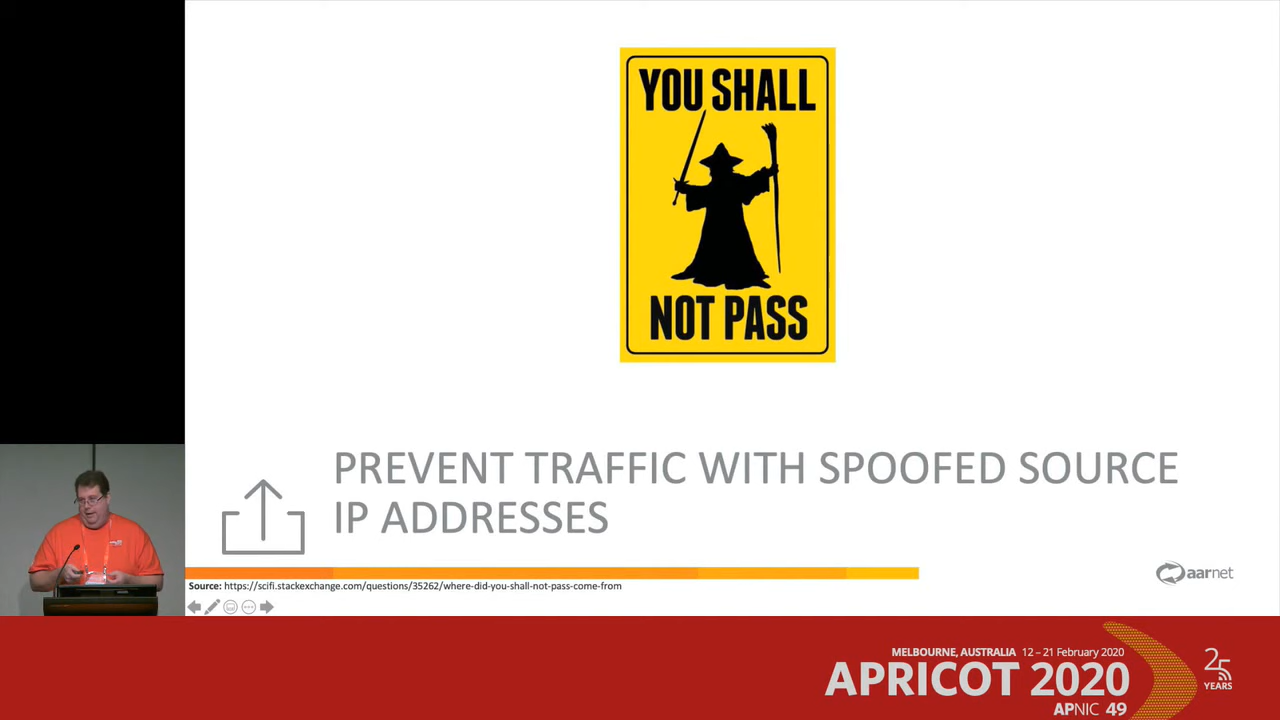 YOU SHALL
NOT PASS
PREVENT TRAFFIC WITH SPOOFED SOURCE
IP ADDRESSES
Source: https://scifi.stackexchange.com/questions/35262/where-did-you-shall-not-pass-come-from
aarnet
MELBOURNE, AUSTRALIA 12 – 21 February 2020
APRICOT 2020
APNIC 49
25
YEARS